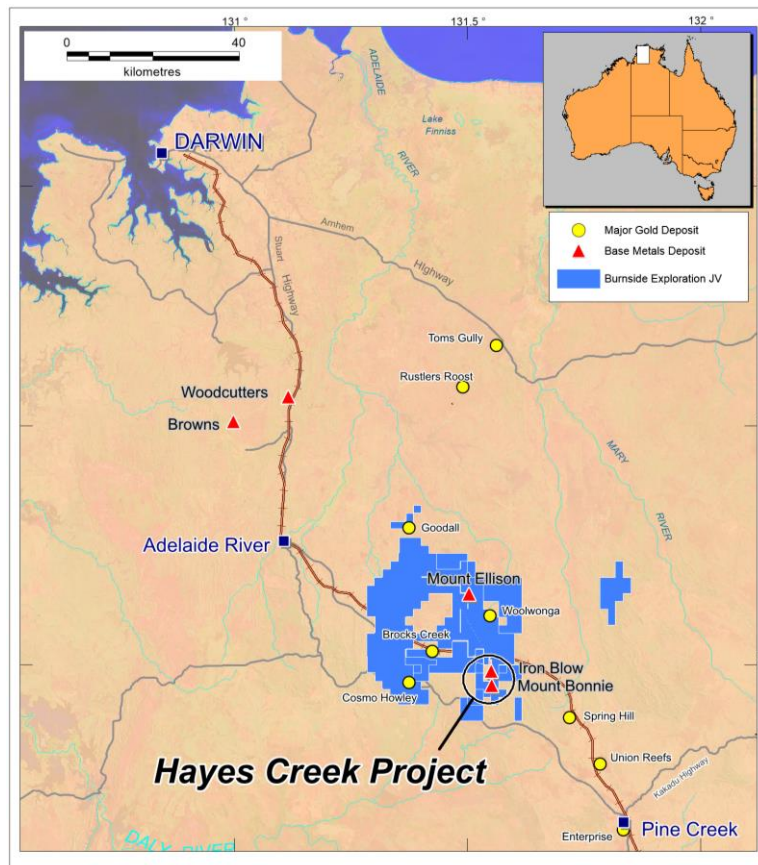 131 °
131.5 °
132 °
0 40
kilometres
ADELAIDE
RIVER
Lake
Finniss
DARWIN
Arnhem
Highway
Stuart
Highway
Major Gold Deposit
Base Metals Deposit
Burnside Exploration JV
Toms Gully
Rustlers Roost
Woodcutters
Browns
MARY
RIVER
Goodall
Adelaide River
Mount Ellison
Woolwonga
Brocks Creek
Iron Blow
Mount Bonnie
Cosmo Howley
Spring Hill
Hayes Creek Project
Union Reefs
Kakadu Highway
DALY RIVER
Enterprise
Pine Creek